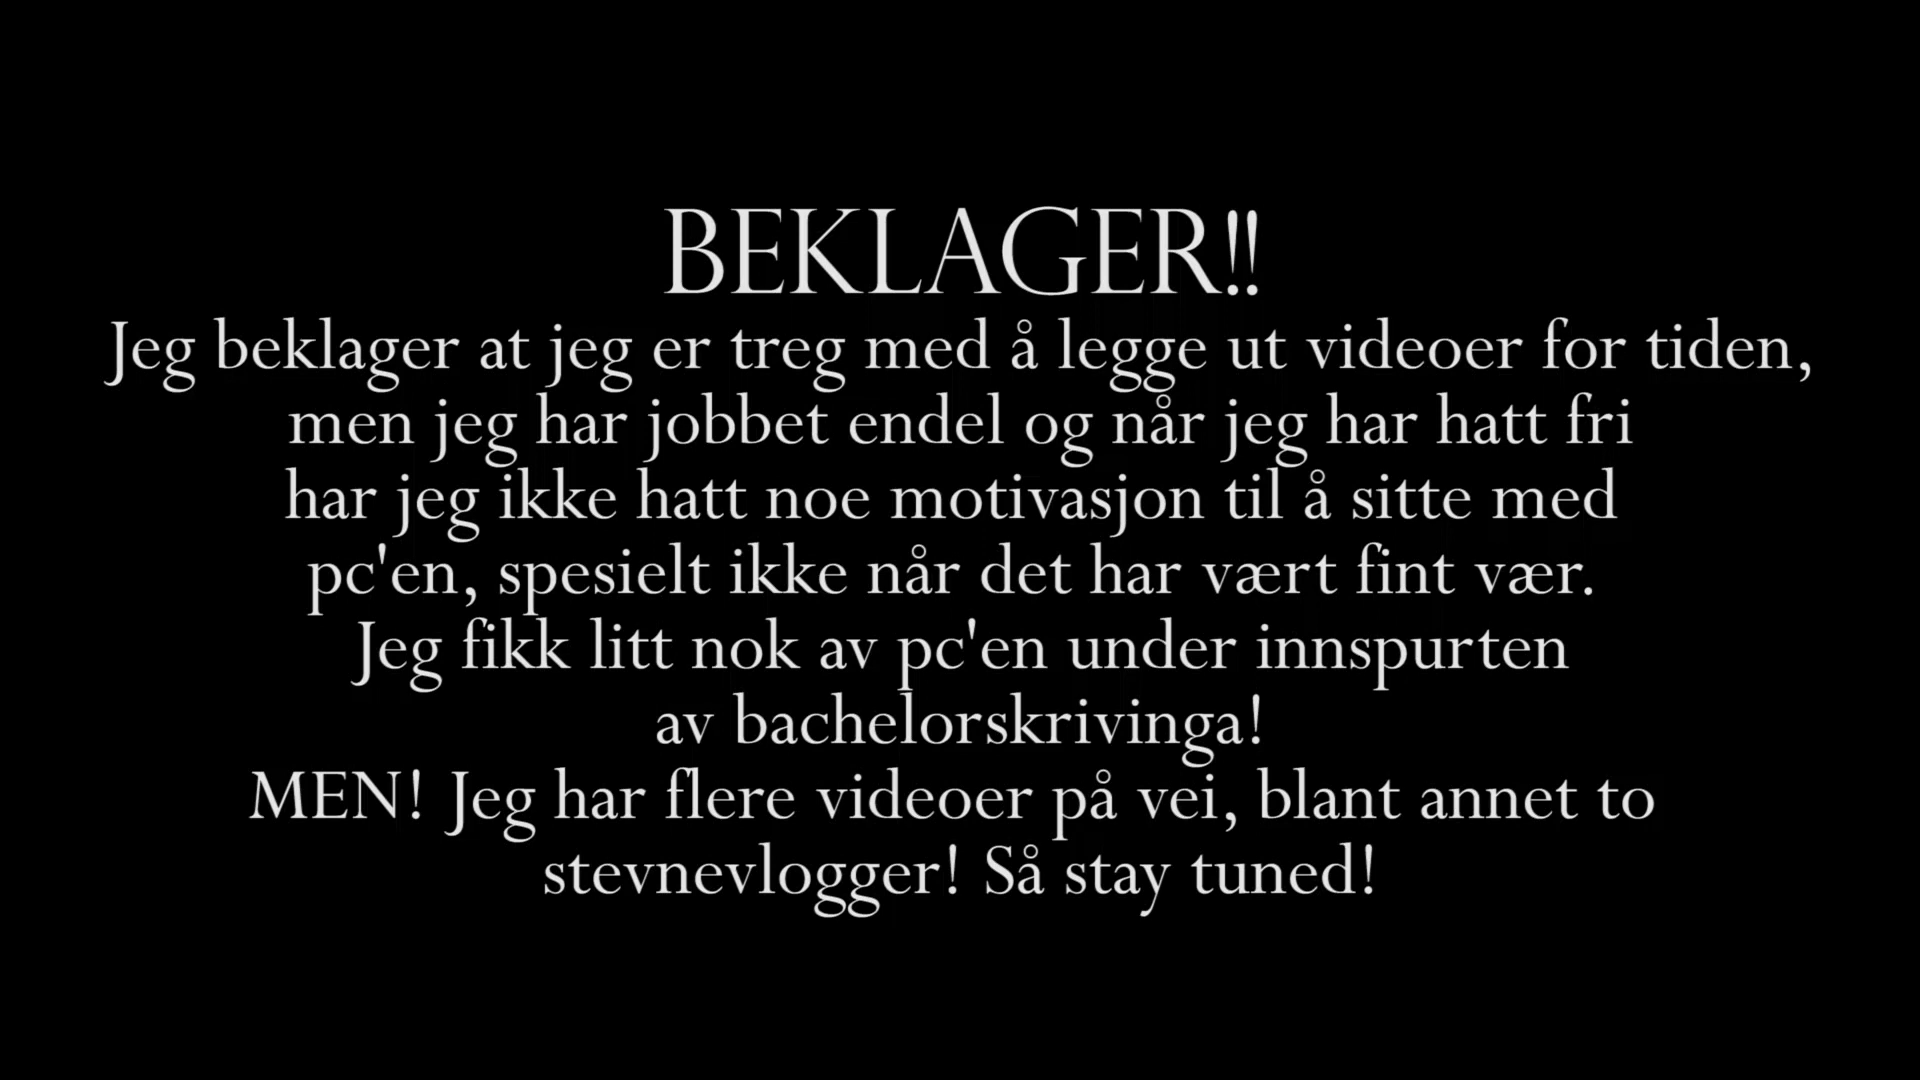 BEKLAGER!!
Jeg beklager at jeg er treg med å legge ut videoer for tiden,
men jeg har jobbet endel og når jeg har hatt fri
har jeg ikke hatt noe motivasjon til å sitte med
pc'en, spesielt ikke når det har vært fint vær.
Jeg fikk litt nok av pc'en under innspurten
av bachelorskrivinga!
MEN! Jeg har flere videoer på vei, blant annet to
stevnevlogger! Så stay tuned!